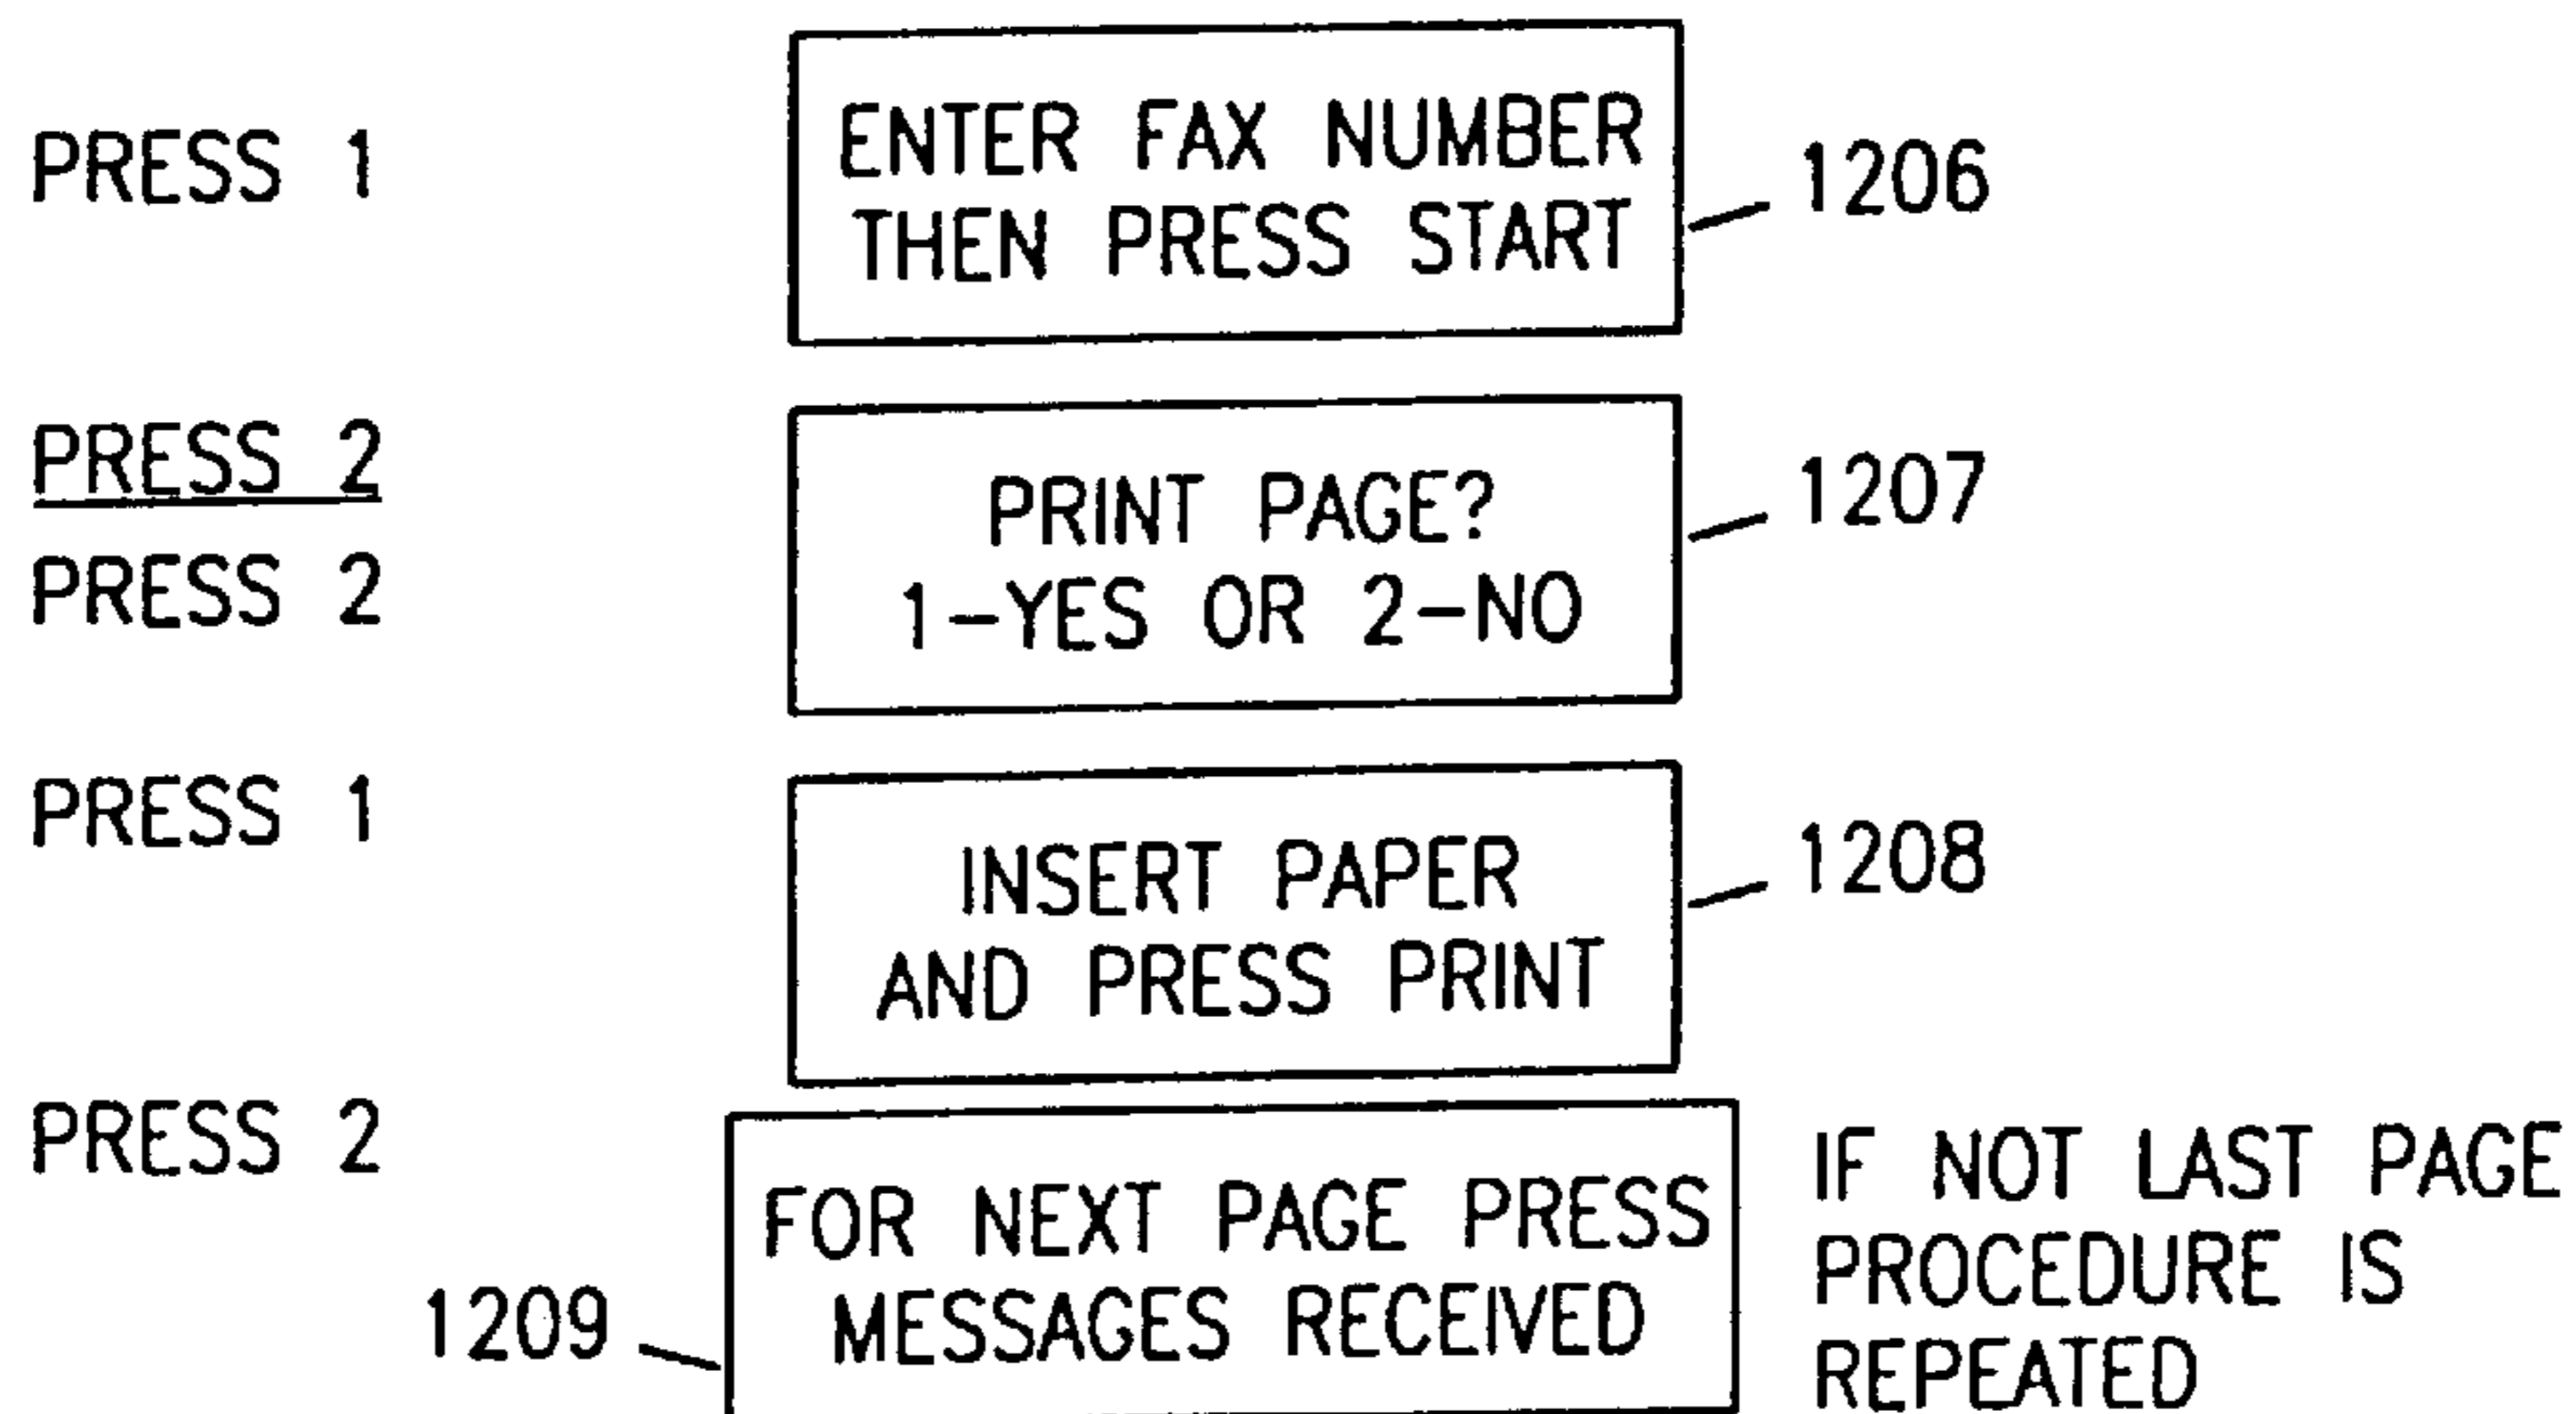 PRESS 1
ENTER FAX NUMBER
THEN PRESS START
1206
PRESS 2
PRESS 2
PRINT PAGE?
1-YES OR 2-NO
1207
PRESS 1
INSERT PAPER
AND PRESS PRINT
1208
PRESS 2
FOR NEXT PAGE PRESS
MESSAGES RECEIVED
1209
IF NOT LAST PAGE
PROCEDURE IS
REPEATED